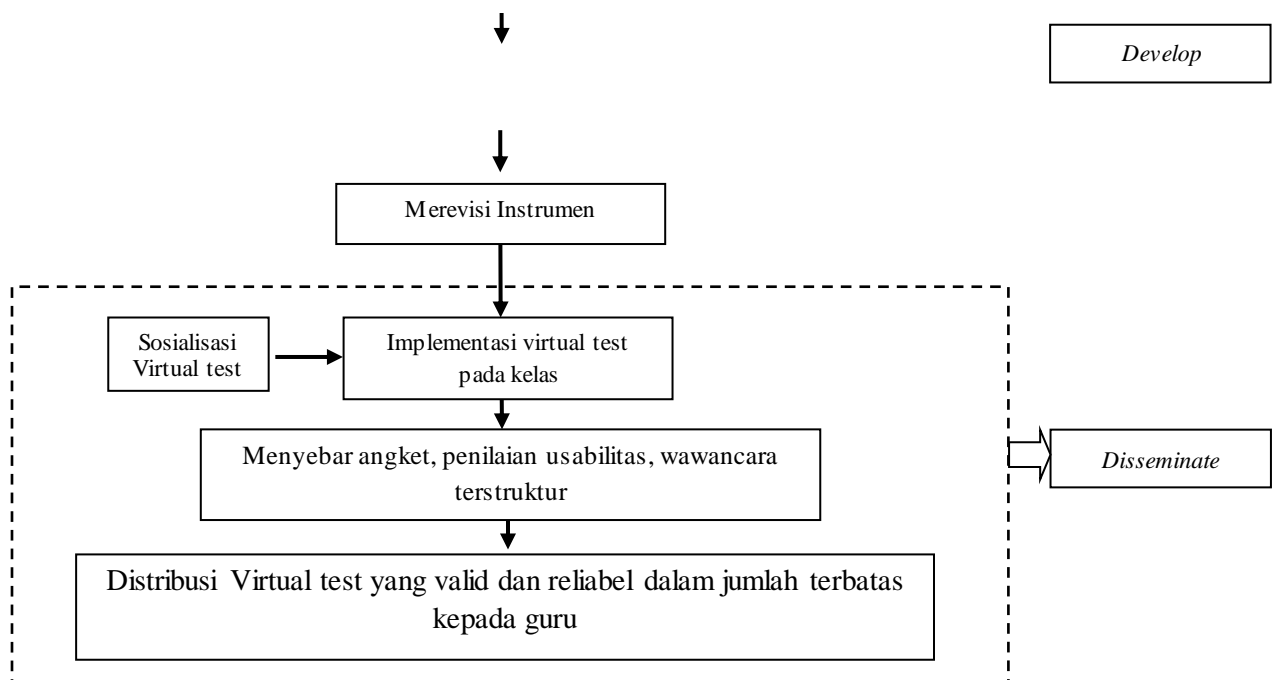 Develop
Merevisi Instrumen
Sosialisasi
Virtual test
Implementasi virtual test
pada kelas
Menyebar angket, penilaian usabilitas, wawancara
terstruktur
Disseminate
Distribusi Virtual test yang valid dan reliabel dalam jumlah terbatas
kepada guru